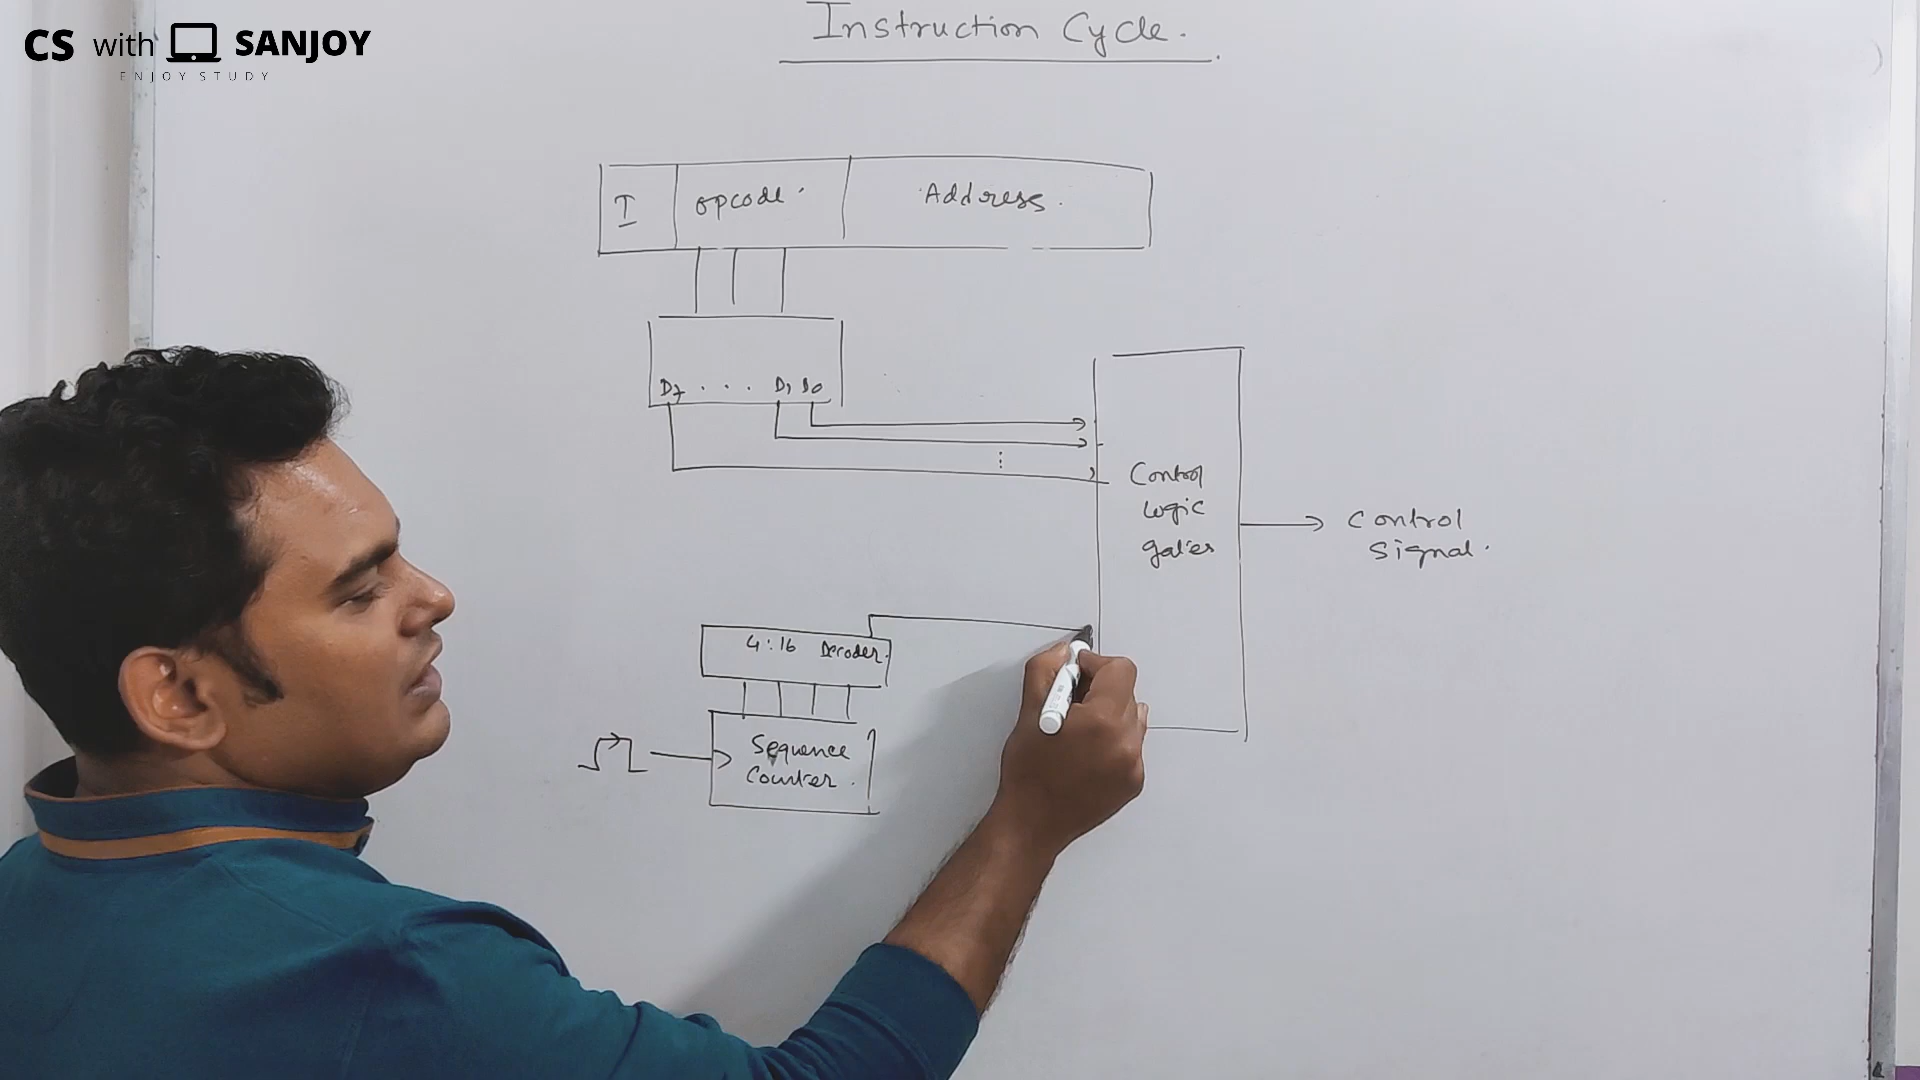 CS with SANJOY
ENJOY STUDY
Instruction Cycle.
I opcode. Address.
D7 . . . D1 D0
Control
Logic
gates
Control
Signal.
4:16 Decoder.
Sequence
Counter.